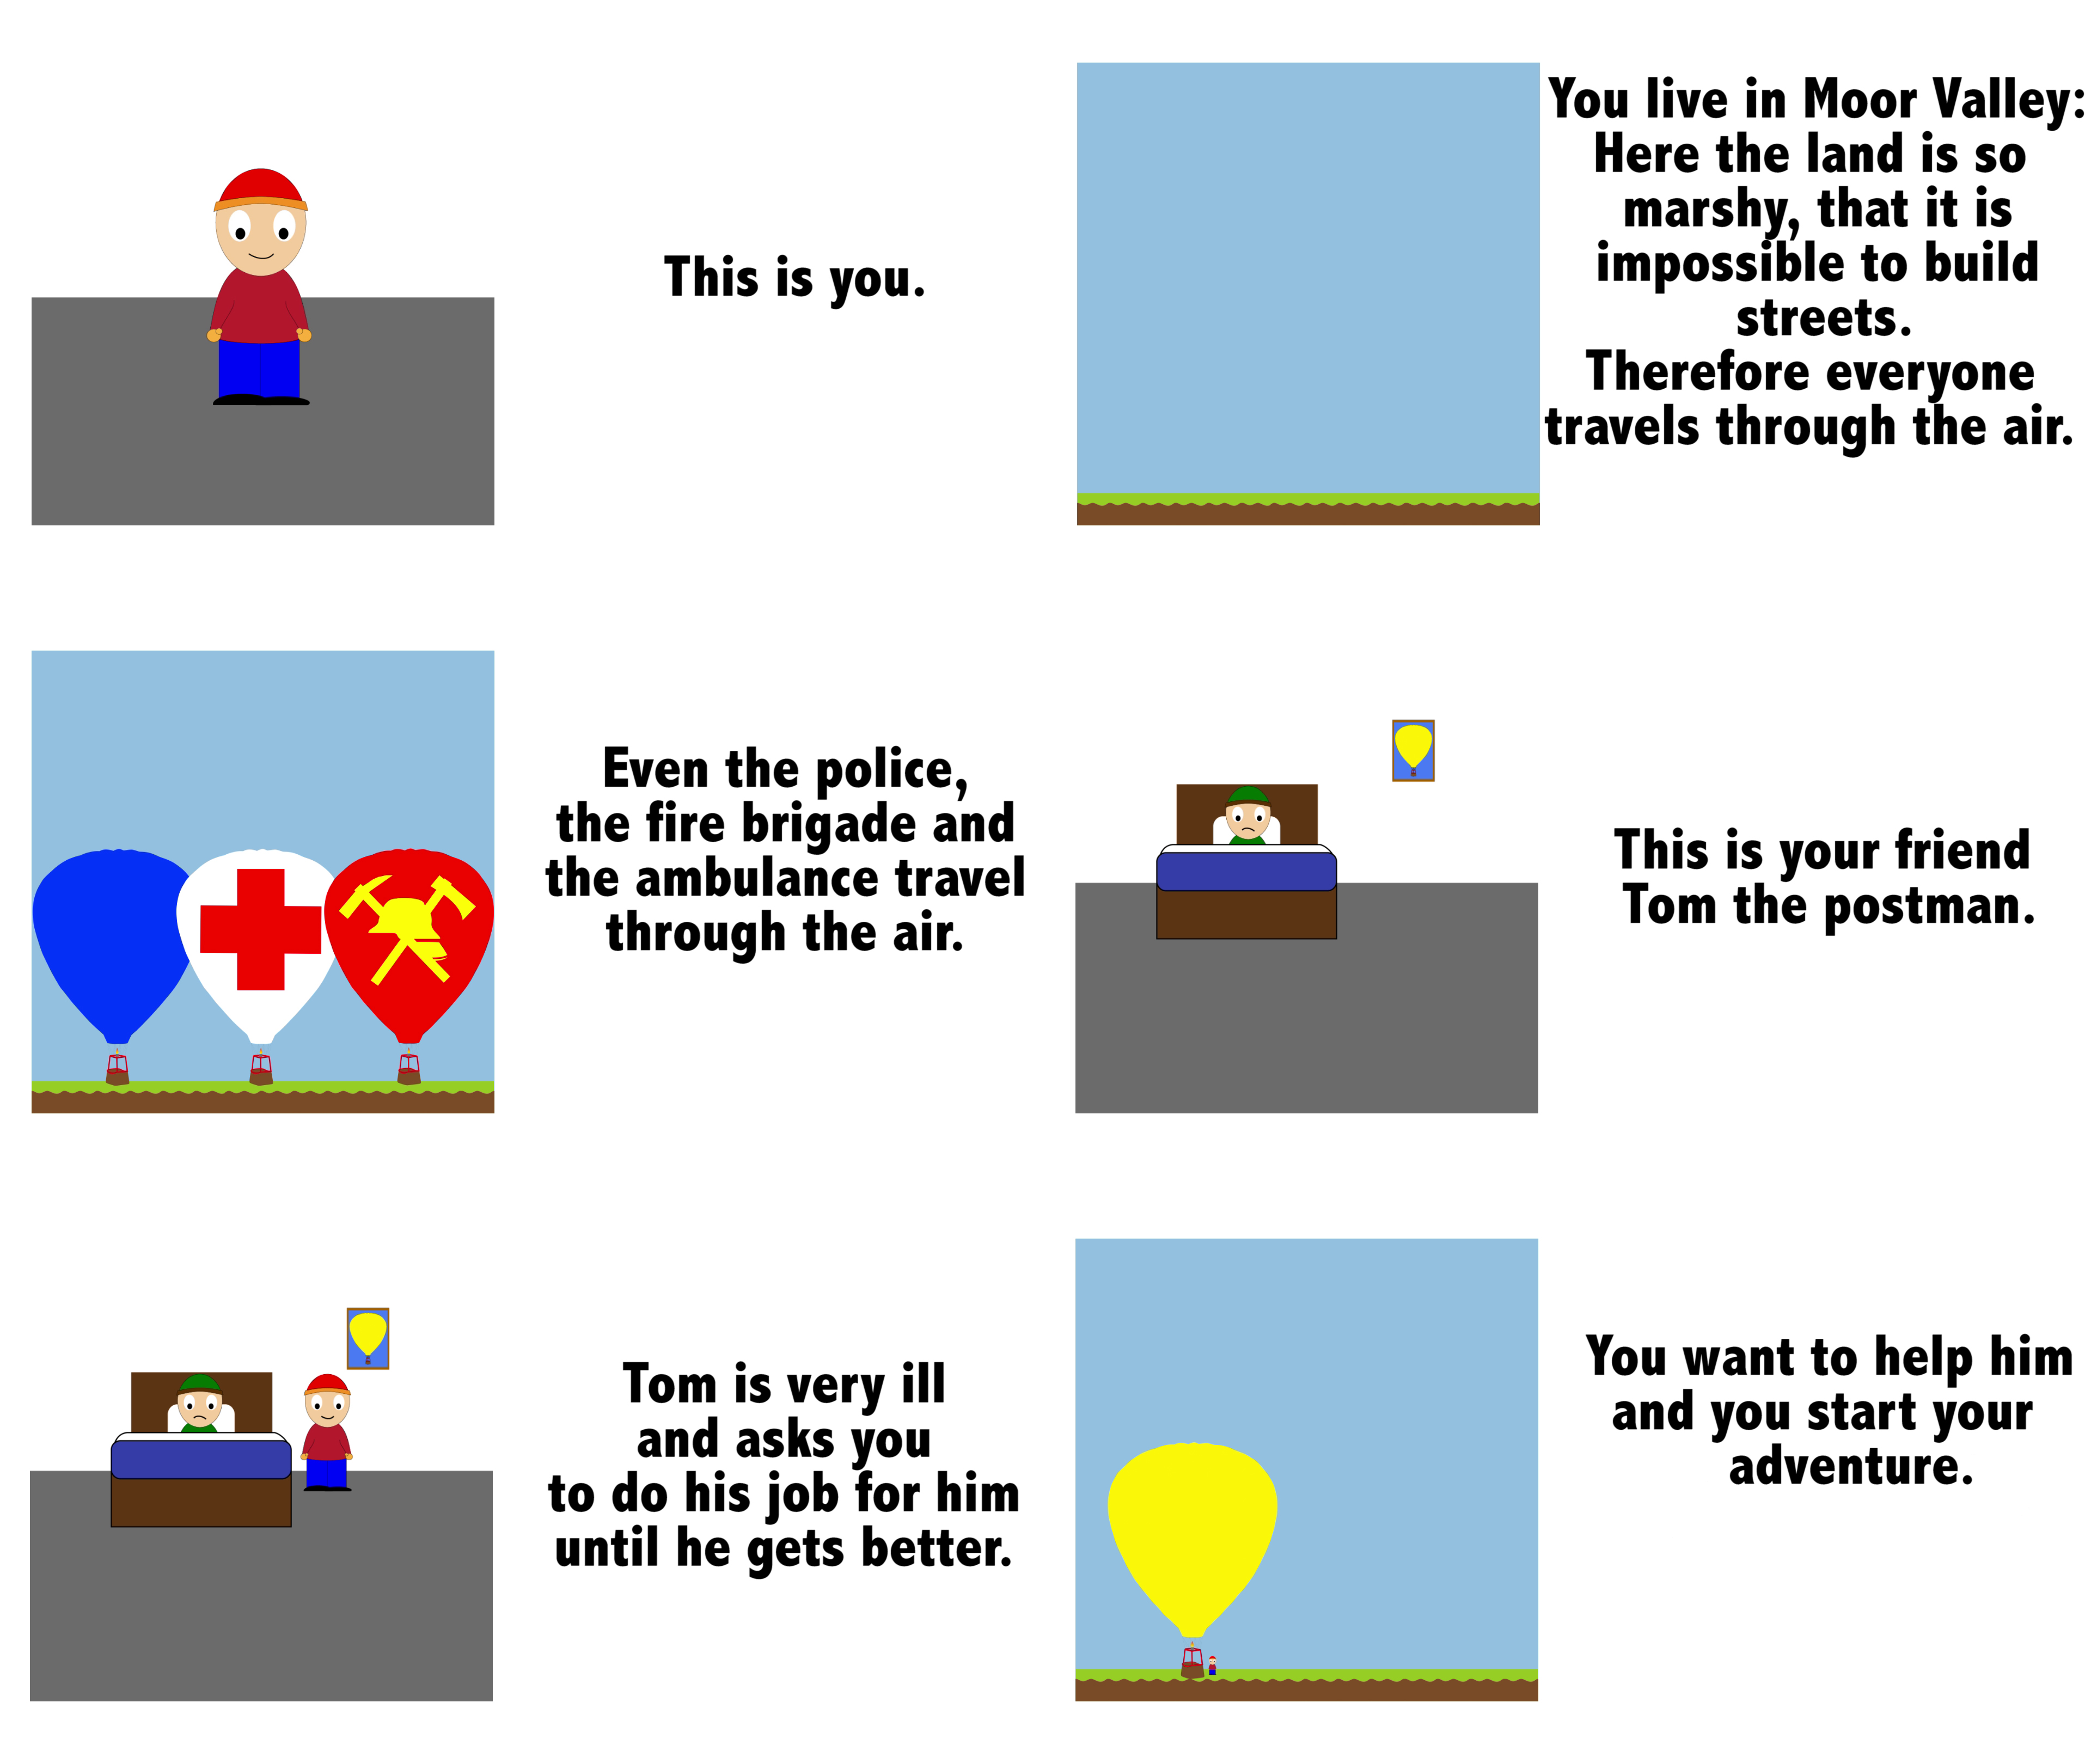 This is you.
You live in Moor Valley:
Here the land is so
marshy, that it is
impossible to build
streets.
Therefore everyone
travels through the air.
Even the police,
the fire brigade and
the ambulance travel
through the air.
This is your friend
Tom the postman.
Tom is very ill
and asks you
to do his job for him
until he gets better.
You want to help him
and you start your
adventure.